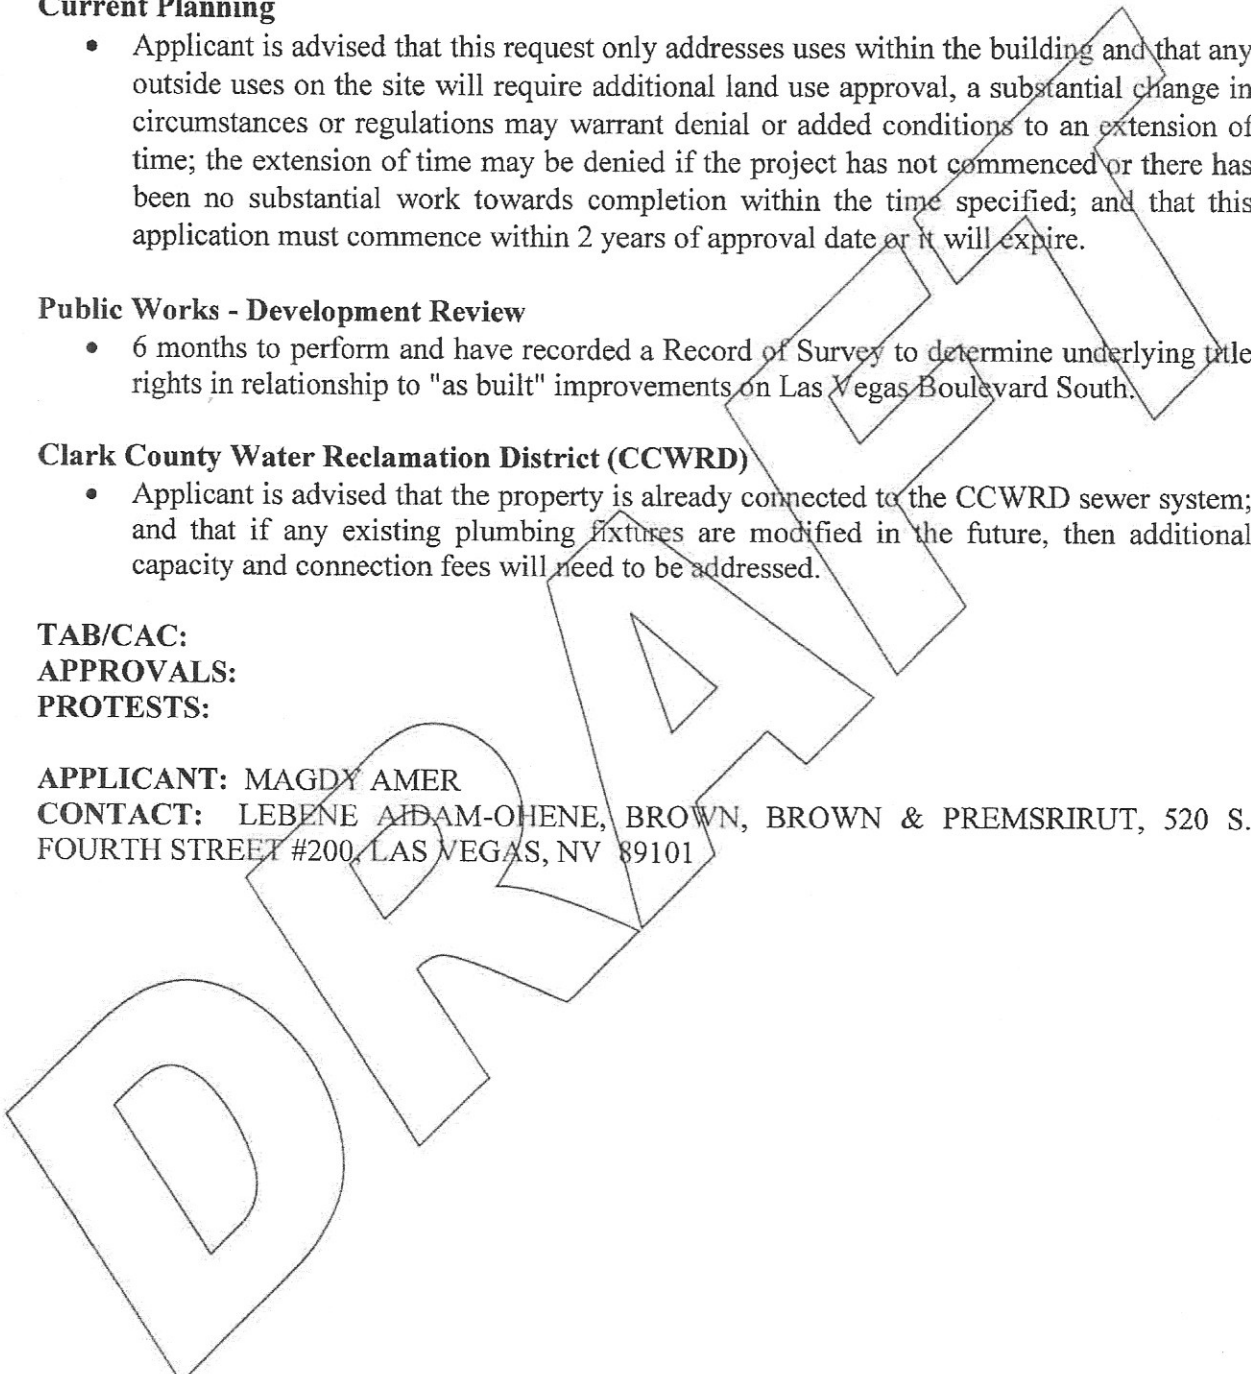 Current Planning
• Applicant is advised that this request only addresses uses within the building and that any
outside uses on the site will require additional land use approval, a substantial change in
circumstances or regulations may warrant denial or added conditions to an extension of
time; the extension of time may be denied if the project has not commenced or there has
been no substantial work towards completion within the time specified; and that this
application must commence within 2 years of approval date or it will expire.
Public Works - Development Review
• 6 months to perform and have recorded a Record of Survey to determine underlying title
rights in relationship to "as built" improvements on Las Vegas Boulevard South.
Clark County Water Reclamation District (CCWRD)
• Applicant is advised that the property is already connected to the CCWRD sewer system;
and that if any existing plumbing fixtures are modified in the future, then additional
capacity and connection fees will need to be addressed.
TAB/CAC:
APPROVALS:
PROTESTS:
APPLICANT: MAGDY AMER
CONTACT: LEBENE AIDAM-OHENE, BROWN, BROWN & PREMSRIRUT, 520 S.
FOURTH STREET #200, LAS VEGAS, NV 89101
DRAFT